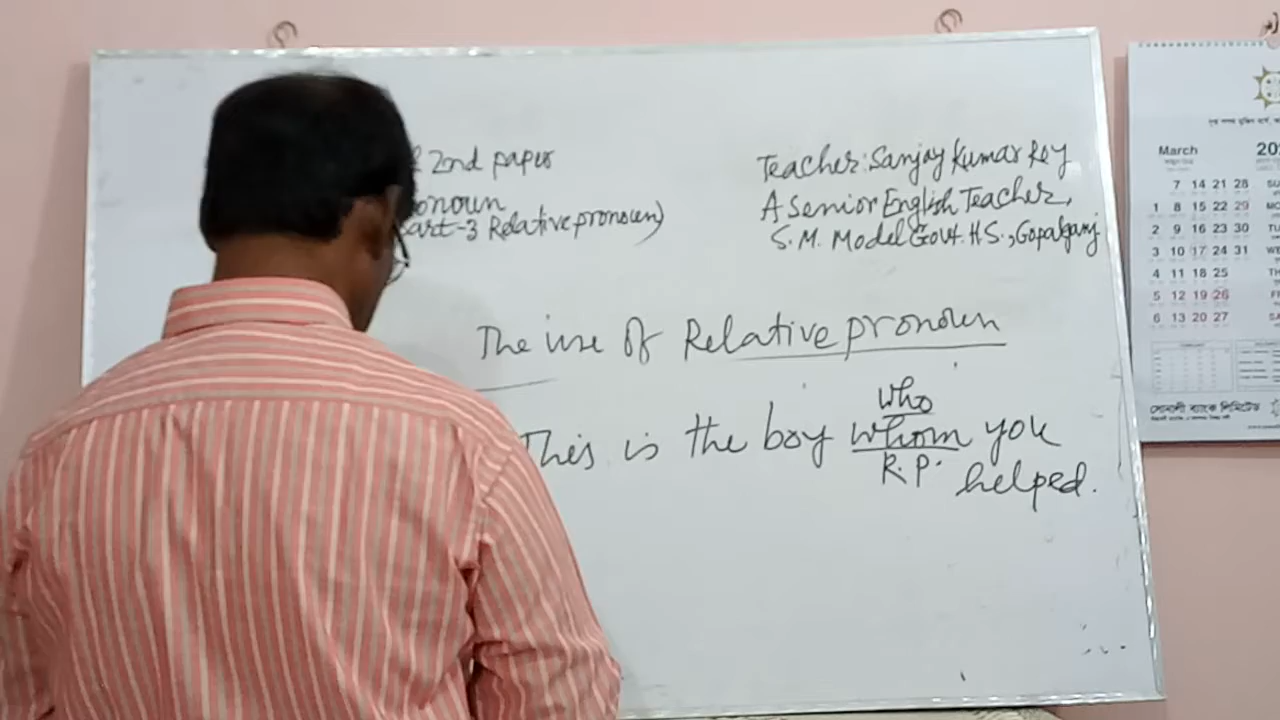 2nd paper
Part-3 Relative pronoun)
Teacher: Sanjoy Kumar Roy
A Senior English Teacher,
S.M. Model Govt. H.S., Gopalganj
The use of Relative pronoun
who
This is the boy whom you
R.P.
helped.
March
7 14 21 28
1 8 15 22 29
2 9 16 23 30
3 10 17 24 31
4 11 18 25
5 12 19 26
6 13 20 27
সোনালী ব্যাংক লিমিটেড